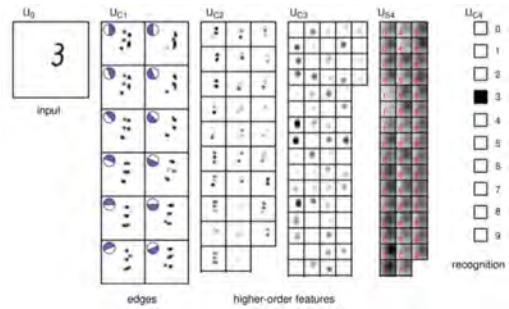 U0 UC1 UC2 UC3 US4 UC4
3
input
edges
higher-order features
0
1
2
3
4
5
6
7
8
9
recognition